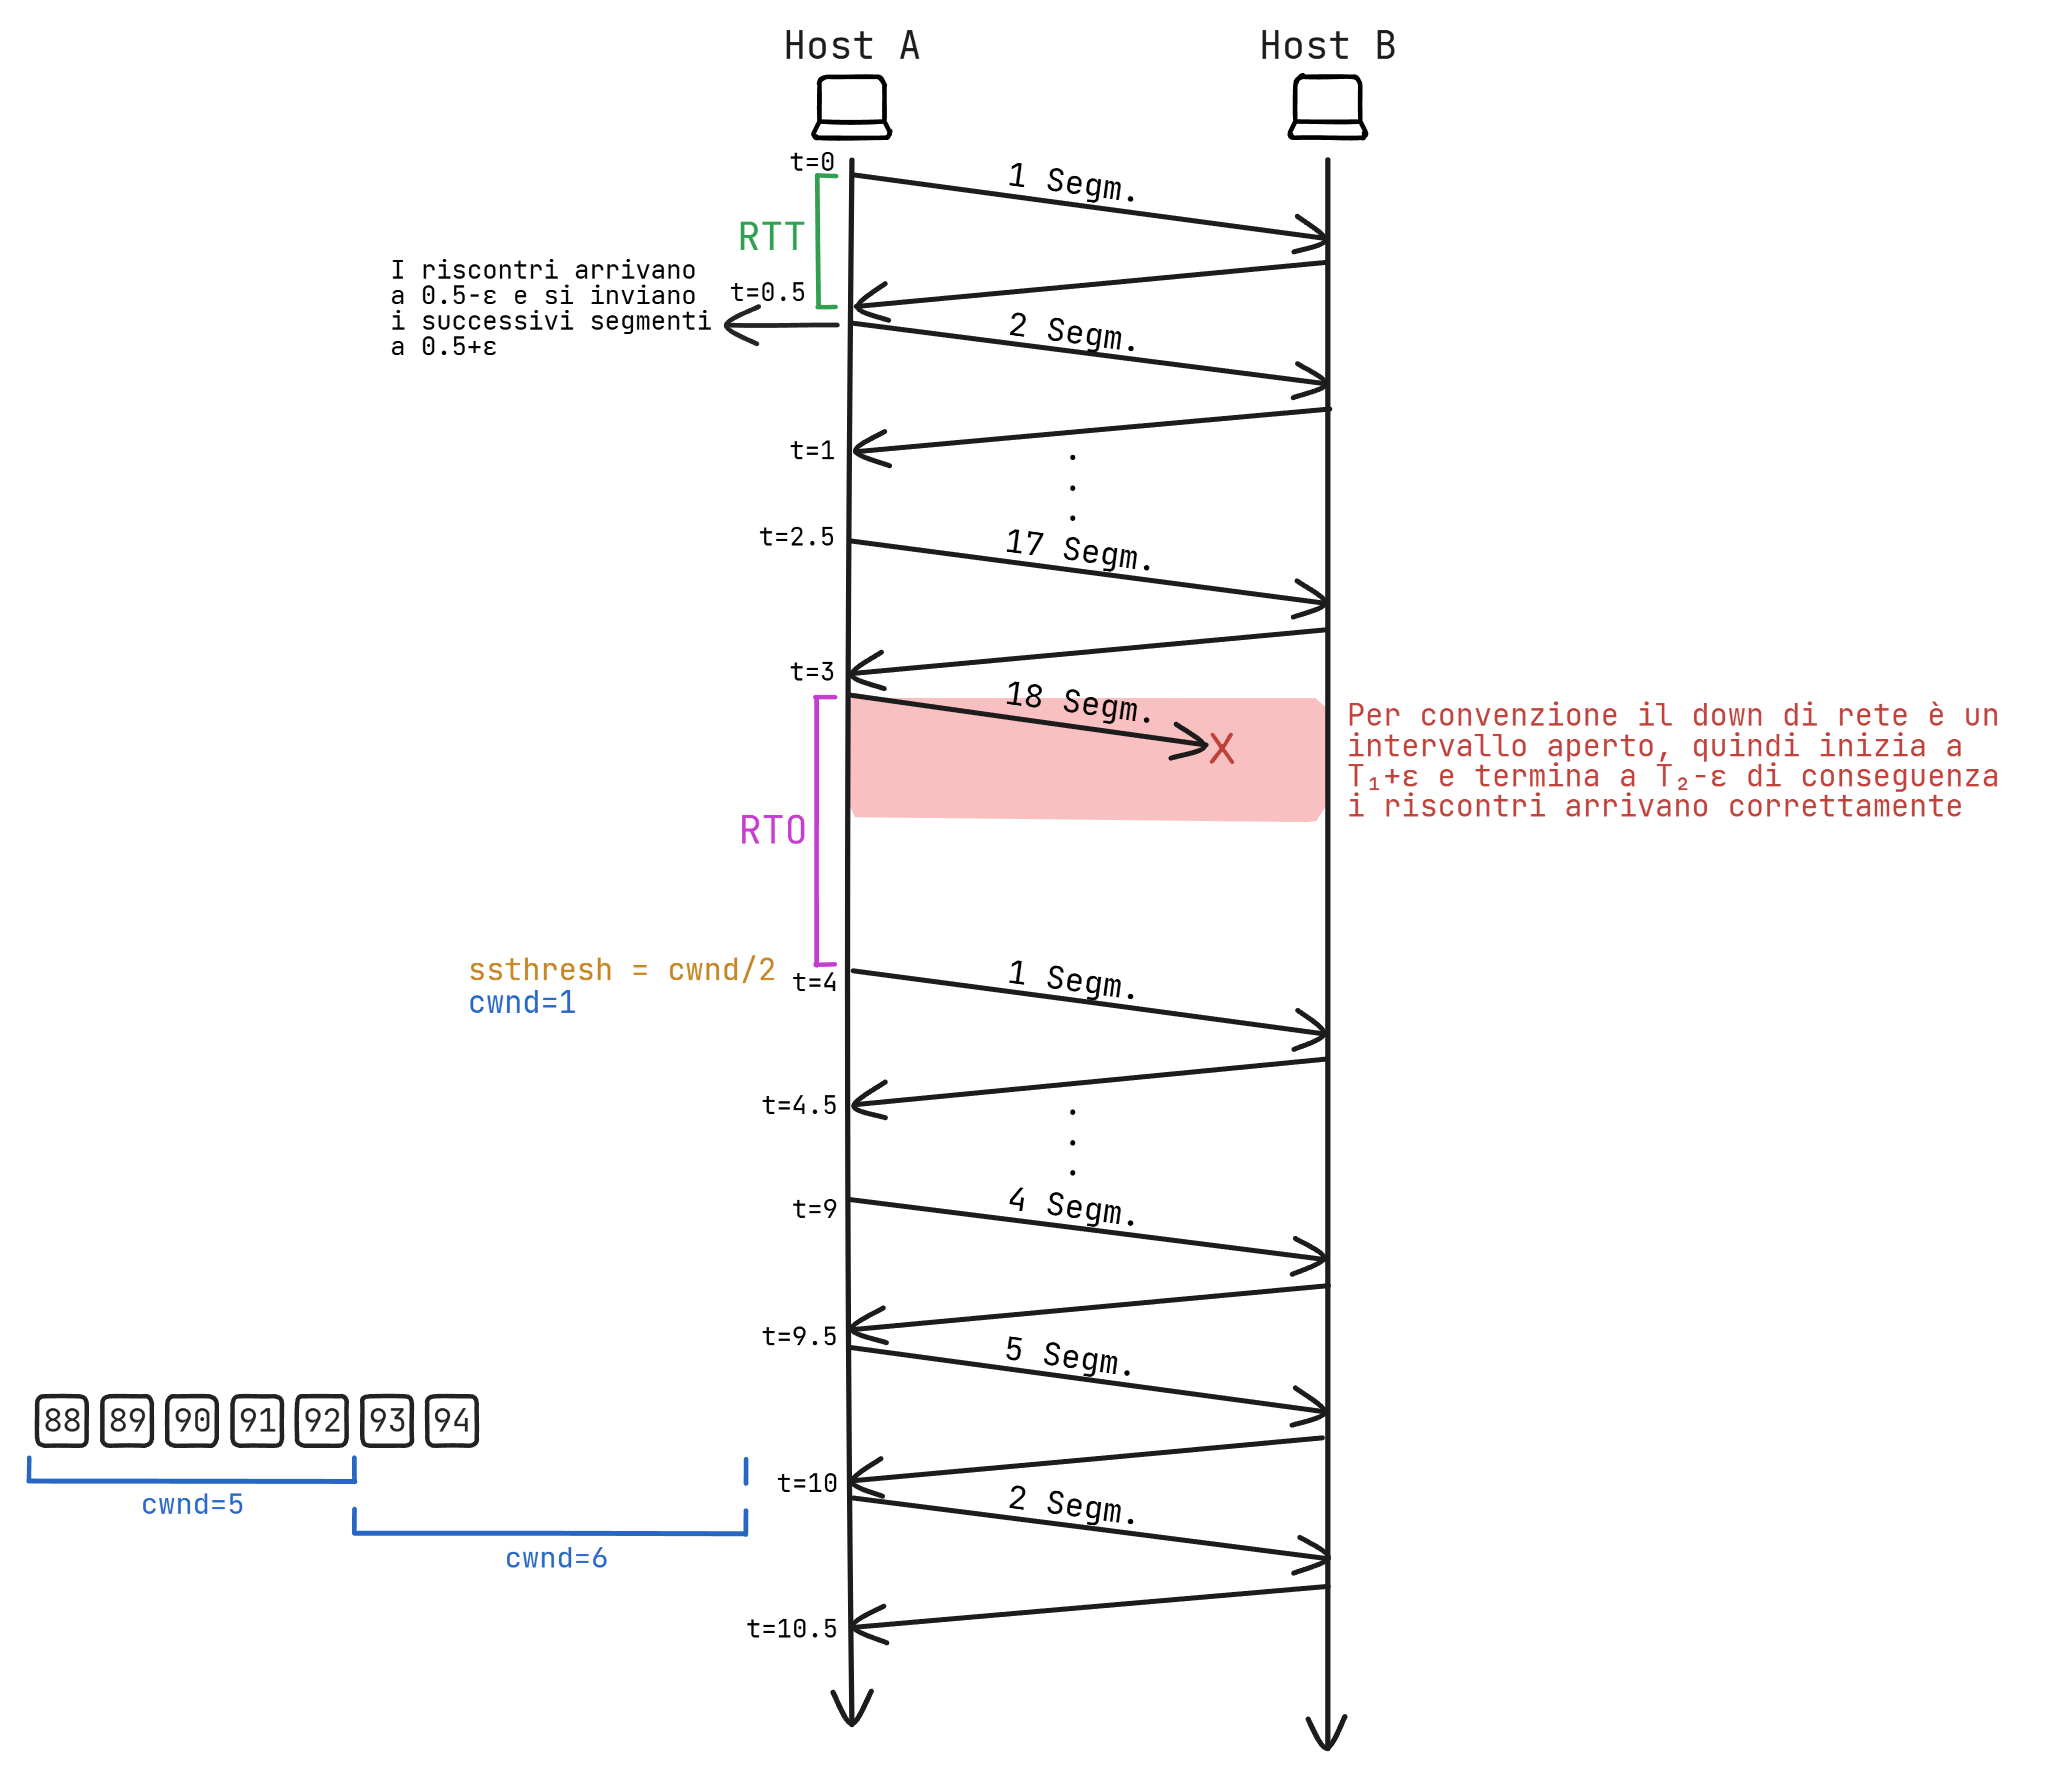 Host A
Host B
t=0
1 Segm.
RTT
I riscontri arrivano
a 0.5-ε e si inviano
i successivi segmenti
a 0.5+ε
t=0.5
2 Segm.
t=1
.
.
.
t=2.5
17 Segm.
t=3
18 Segm.
X
Per convenzione il down di rete è un
intervallo aperto, quindi inizia a
T₁+ε e termina a T₂-ε di conseguenza
i riscontri arrivano correttamente
RTO
ssthresh = cwnd/2
cwnd=1
t=4
1 Segm.
t=4.5
.
.
.
t=9
4 Segm.
t=9.5
5 Segm.
88 89 90 91 92 93 94
cwnd=5
cwnd=6
t=10
2 Segm.
t=10.5